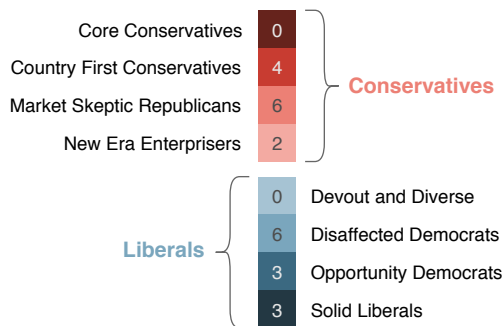 Core Conservatives 0
Country First Conservatives 4
Conservatives
Market Skeptic Republicans 6
New Era Enterprisers 2
0 Devout and Diverse
Liberals
6 Disaffected Democrats
3 Opportunity Democrats
3 Solid Liberals